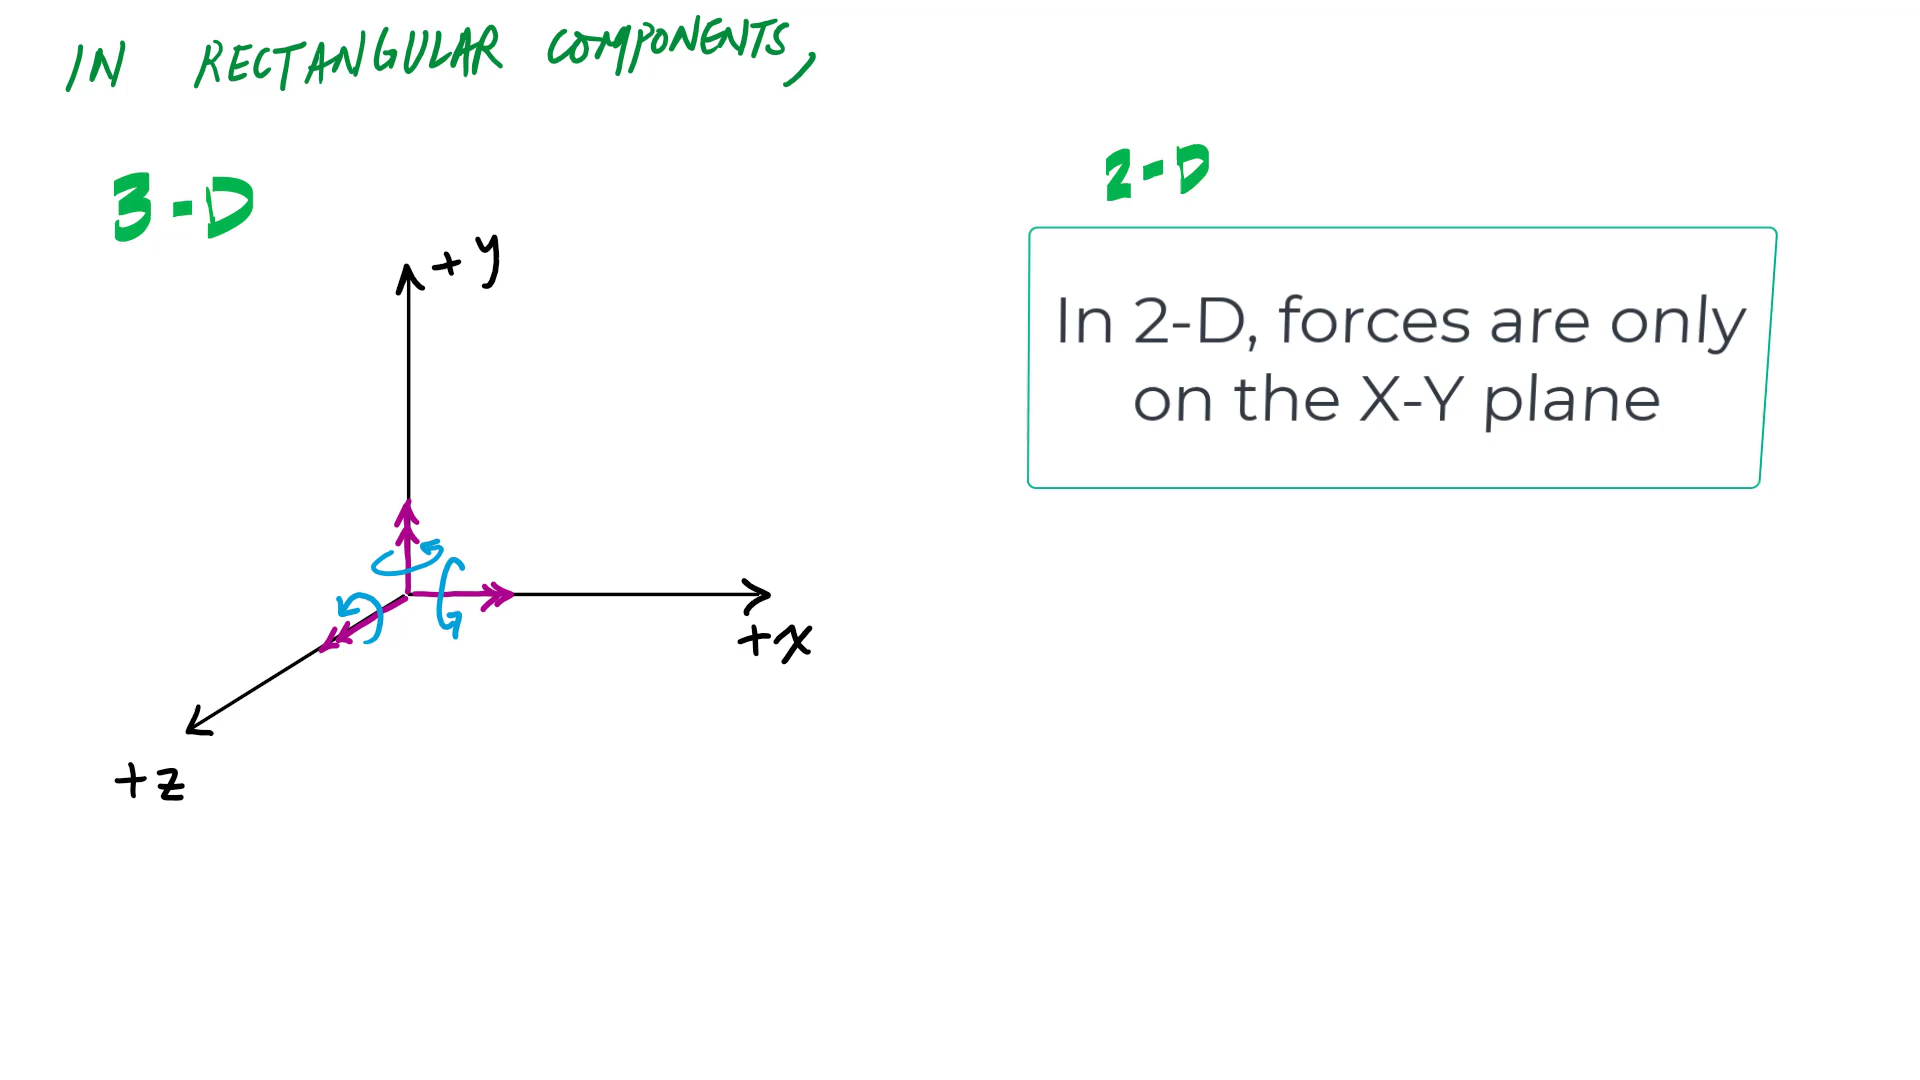 IN RECTANGULAR COMPONENTS,
3-D
2-D
+y
In 2-D, forces are only
on the X-Y plane
+x
+z